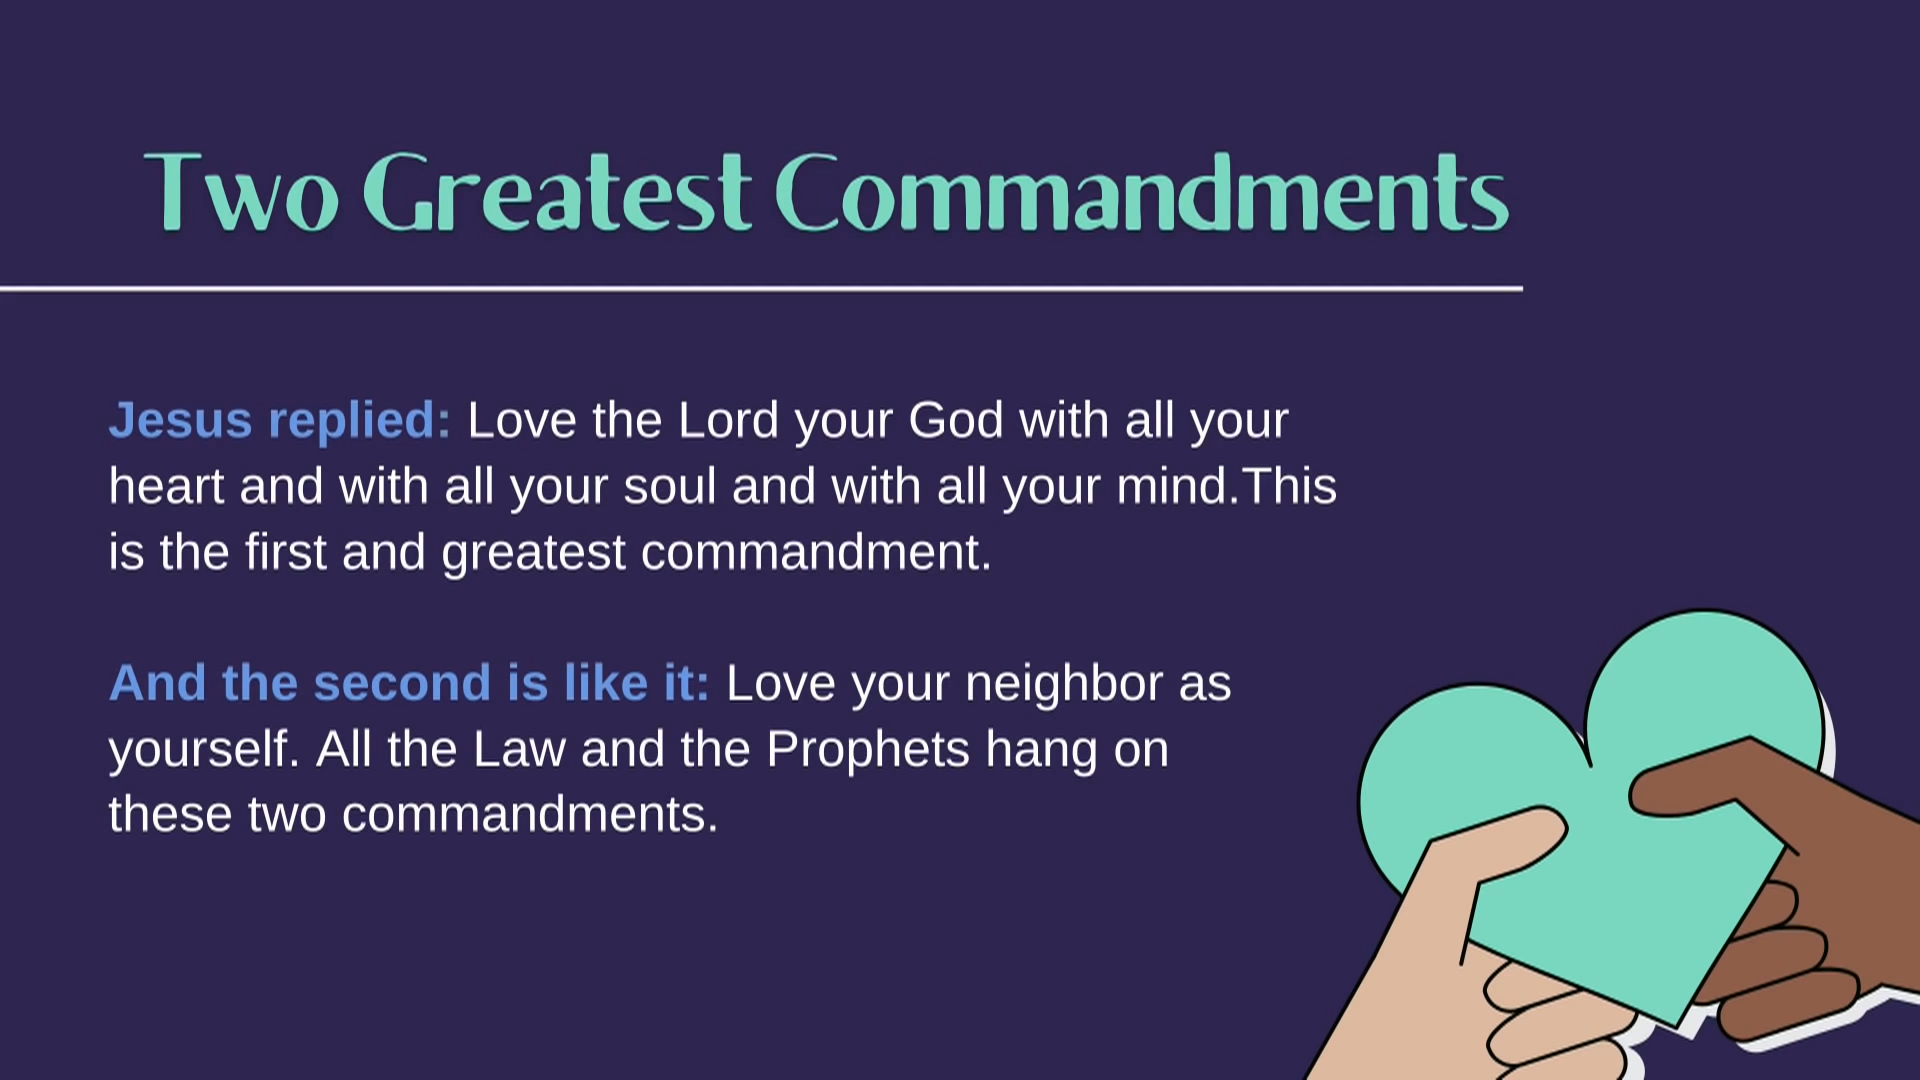 Two Greatest Commandments
Jesus replied: Love the Lord your God with all your
heart and with all your soul and with all your mind.This
is the first and greatest commandment.
And the second is like it: Love your neighbor as
yourself. All the Law and the Prophets hang on
these two commandments.